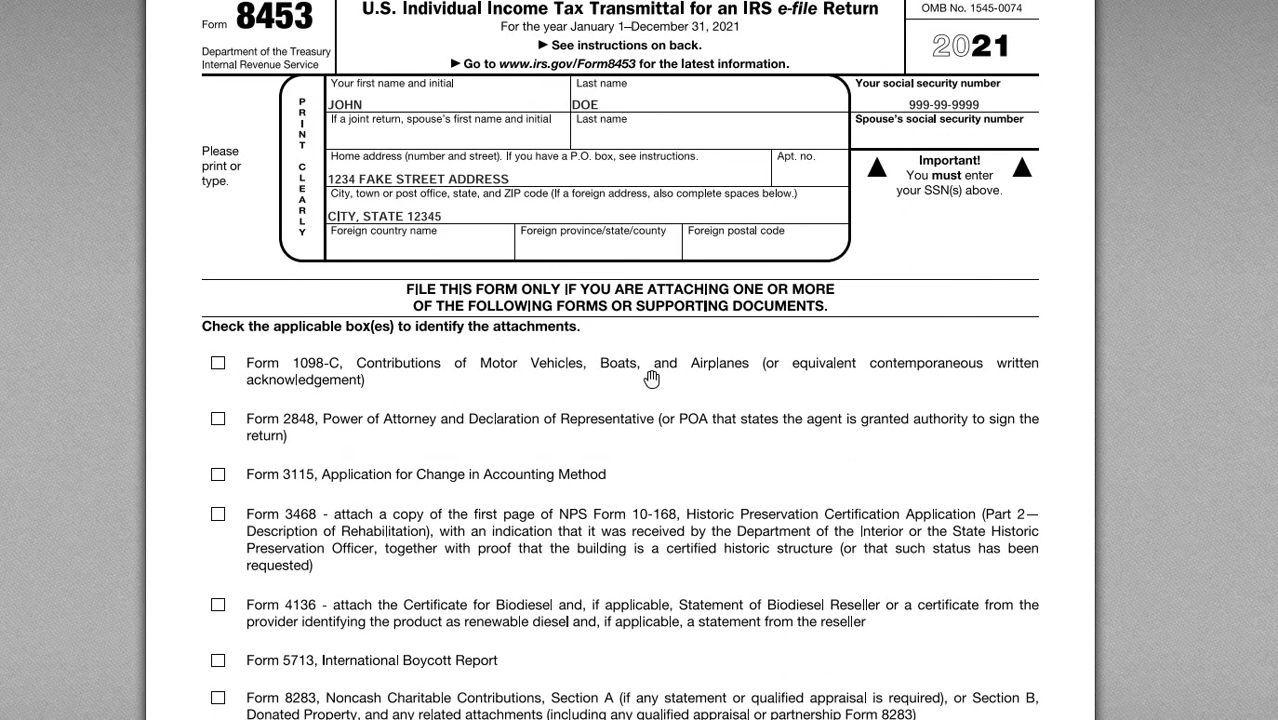 Form 8453
U.S. Individual Income Tax Transmittal for an IRS e-file Return
OMB No. 1545-0074
For the year January 1–December 31, 2021
▶ See instructions on back.
2021
Department of the Treasury
Internal Revenue Service
▶ Go to www.irs.gov/Form8453 for the latest information.
Please print or type.
PRINT CLEARLY
Your first name and initial
Last name
Your social security number
JOHN
DOE
999-99-9999
If a joint return, spouse's first name and initial
Last name
Spouse's social security number
Home address (number and street). If you have a P.O. box, see instructions.
Apt. no.
1234 FAKE STREET ADDRESS
▲ Important! ▲
You must enter
your SSN(s) above.
City, town or post office, state, and ZIP code (If a foreign address, also complete spaces below.)
CITY, STATE 12345
Foreign country name
Foreign province/state/county
Foreign postal code
FILE THIS FORM ONLY IF YOU ARE ATTACHING ONE OR MORE
OF THE FOLLOWING FORMS OR SUPPORTING DOCUMENTS.
Check the applicable box(es) to identify the attachments.
Form 1098-C, Contributions of Motor Vehicles, Boats, and Airplanes (or equivalent contemporaneous written
acknowledgement)
Form 2848, Power of Attorney and Declaration of Representative (or POA that states the agent is granted authority to sign the
return)
Form 3115, Application for Change in Accounting Method
Form 3468 - attach a copy of the first page of NPS Form 10-168, Historic Preservation Certification Application (Part 2—
Description of Rehabilitation), with an indication that it was received by the Department of the Interior or the State Historic
Preservation Officer, together with proof that the building is a certified historic structure (or that such status has been
requested)
Form 4136 - attach the Certificate for Biodiesel and, if applicable, Statement of Biodiesel Reseller or a certificate from the
provider identifying the product as renewable diesel and, if applicable, a statement from the reseller
Form 5713, International Boycott Report
Form 8283, Noncash Charitable Contributions, Section A (if any statement or qualified appraisal is required), or Section B,
Donated Property, and any related attachments (including any qualified appraisal or partnership Form 8283)